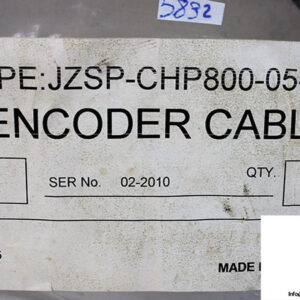 5892
PE:JZSP-CHP800-05-
ENCODER CABL
SER No. 02-2010
QTY.
MADE